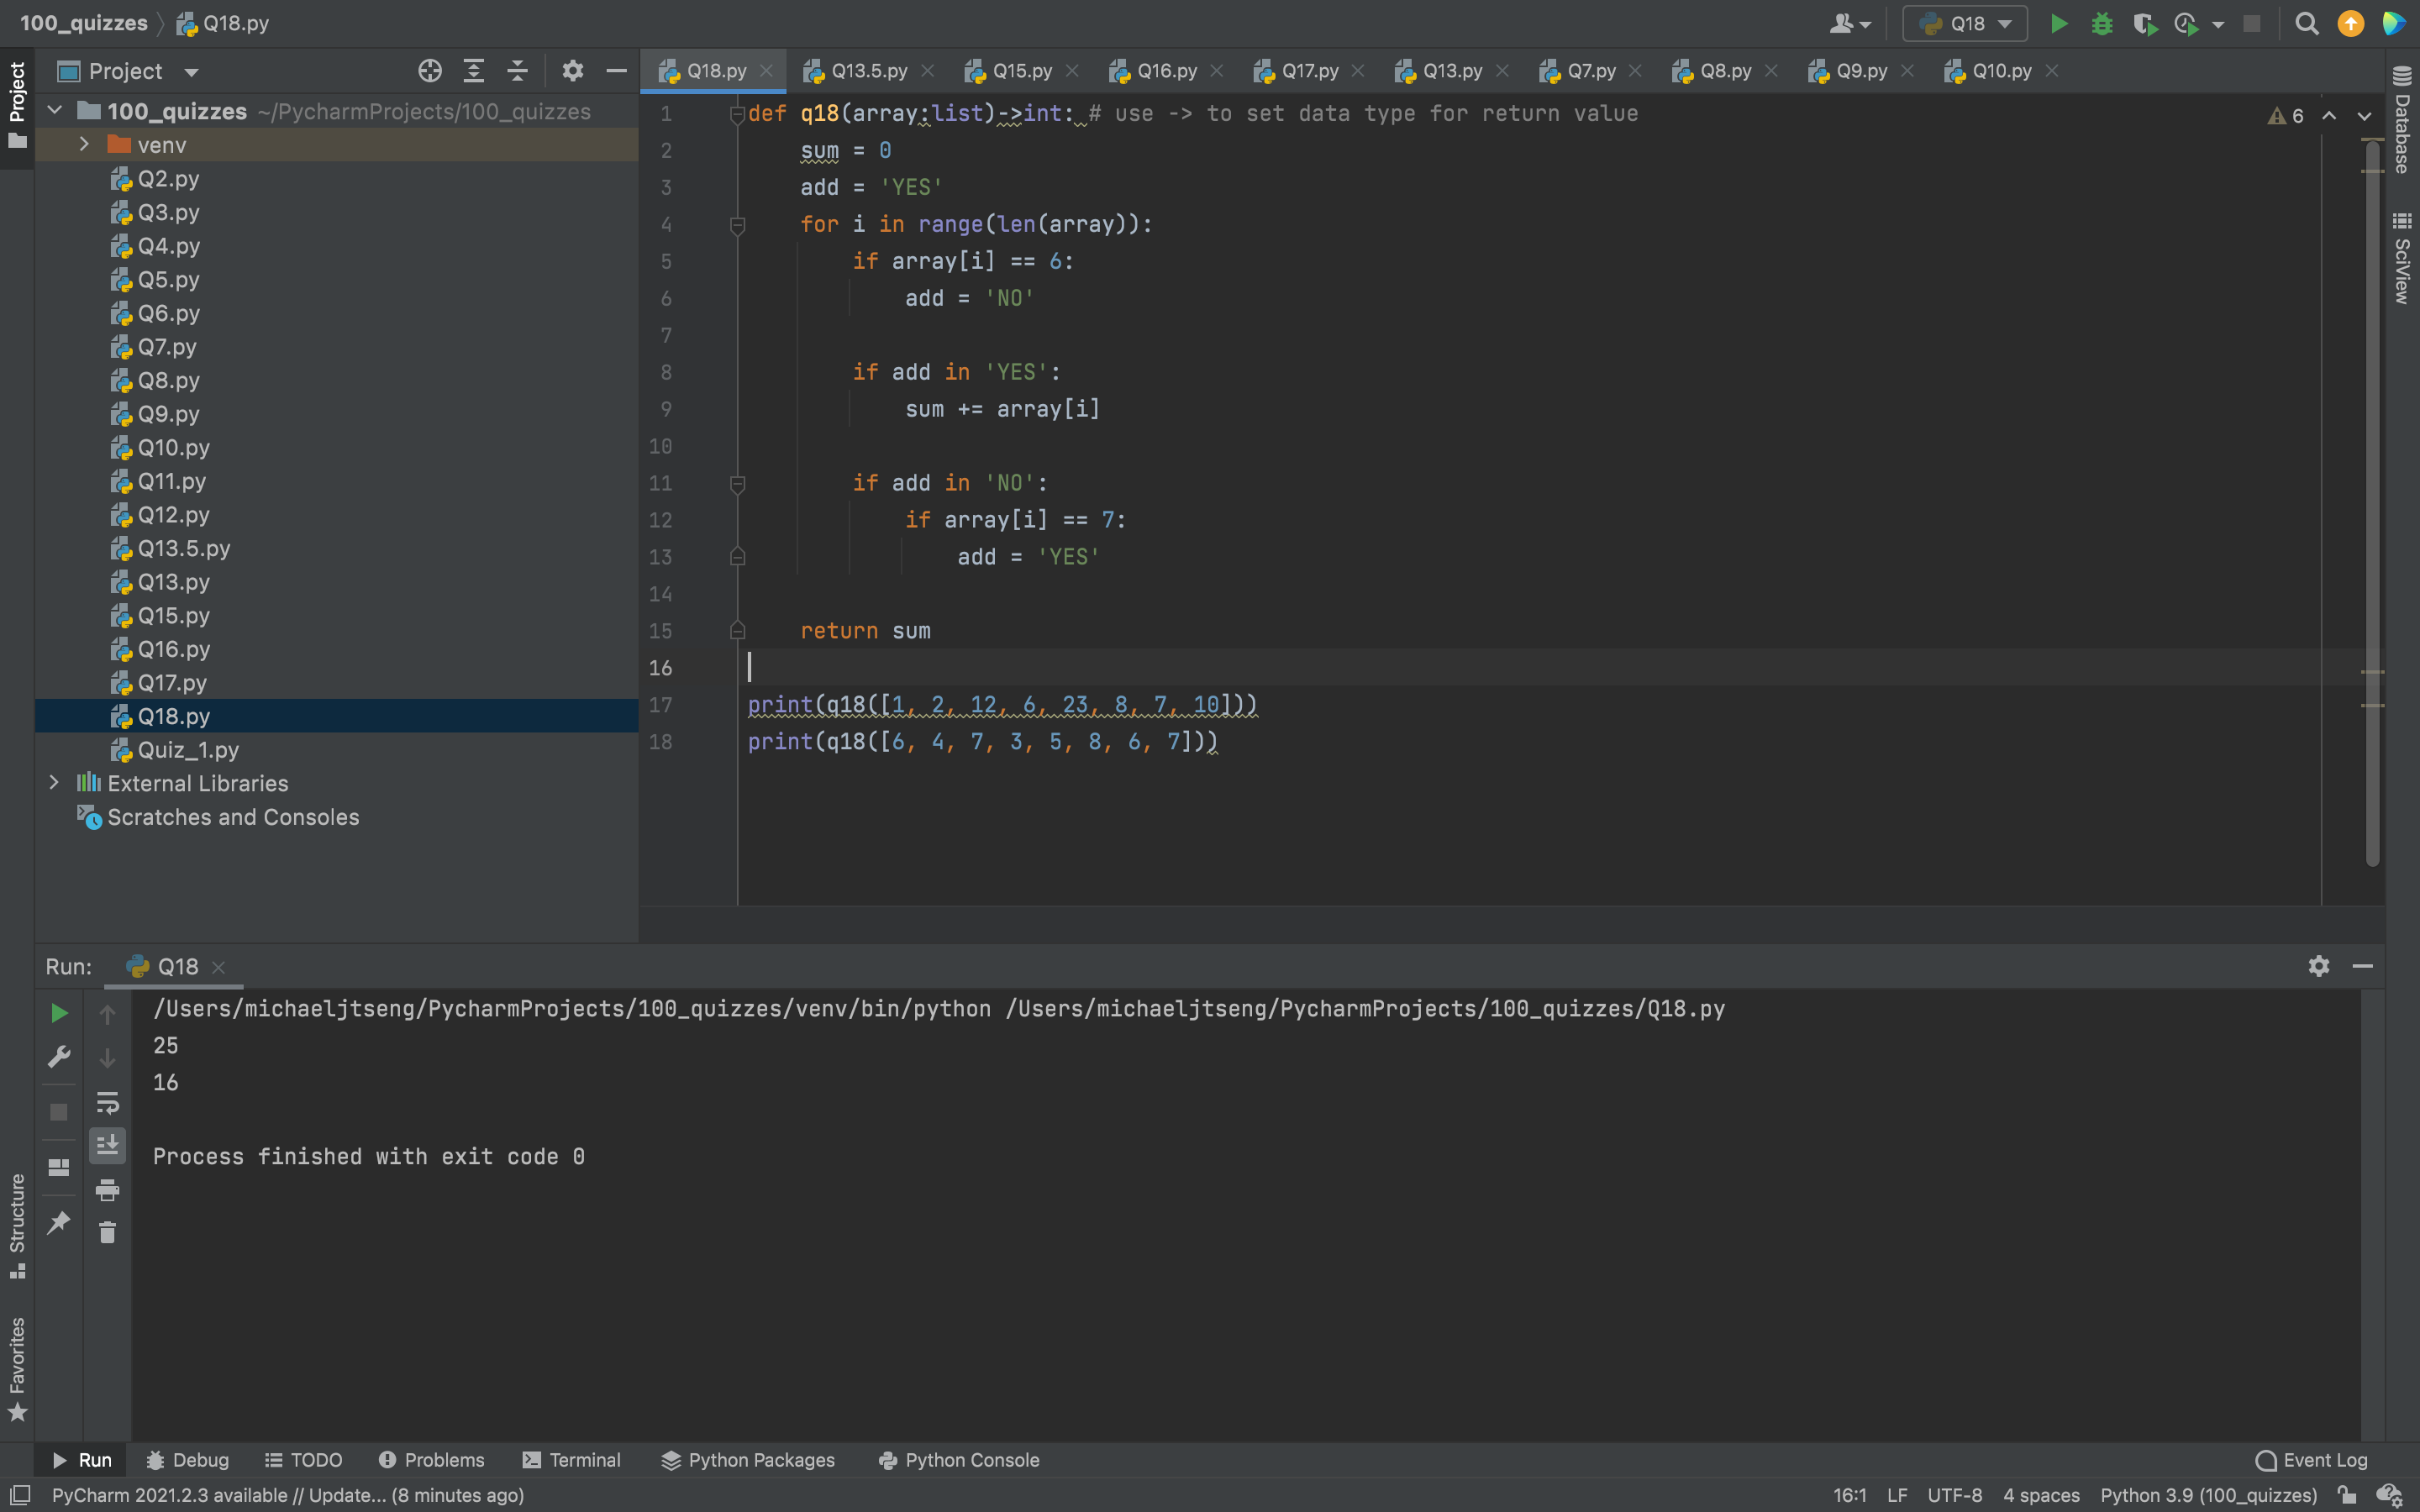 100_quizzes Q18.py
Q18
Project
Q18.py Q13.5.py Q15.py Q16.py Q17.py Q13.py Q7.py Q8.py Q9.py Q10.py
Project
100_quizzes ~/PycharmProjects/100_quizzes
venv
Q2.py
Q3.py
Q4.py
Q5.py
Q6.py
Q7.py
Q8.py
Q9.py
Q10.py
Q11.py
Q12.py
Q13.5.py
Q13.py
Q15.py
Q16.py
Q17.py
Q18.py
Quiz_1.py
External Libraries
Scratches and Consoles
1 def q18(array:list)->int: # use -> to set data type for return value
2 sum = 0
3 add = 'YES'
4 for i in range(len(array)):
5 if array[i] == 6:
6 add = 'NO'
7
8 if add in 'YES':
9 sum += array[i]
10
11 if add in 'NO':
12 if array[i] == 7:
13 add = 'YES'
14
15 return sum
16
17 print(q18([1, 2, 12, 6, 23, 8, 7, 10]))
18 print(q18([6, 4, 7, 3, 5, 8, 6, 7]))
6
Database
SciView
Run: Q18
/Users/michaeljtseng/PycharmProjects/100_quizzes/venv/bin/python /Users/michaeljtseng/PycharmProjects/100_quizzes/Q18.py
25
16
Process finished with exit code 0
Structure
Favorites
Run Debug TODO Problems Terminal Python Packages Python Console Event Log
PyCharm 2021.2.3 available // Update... (8 minutes ago) 16:1 LF UTF-8 4 spaces Python 3.9 (100_quizzes)